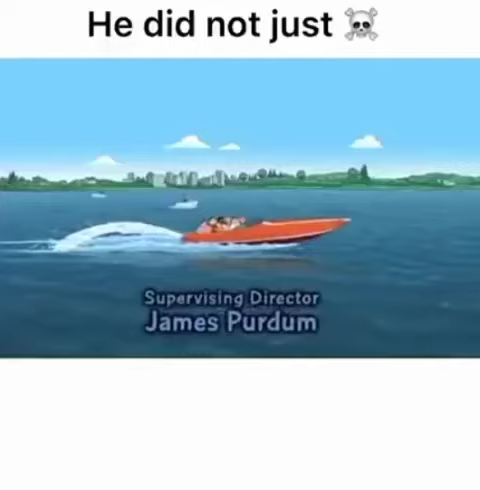 He did not just ☠️
Supervising Director
James Purdum